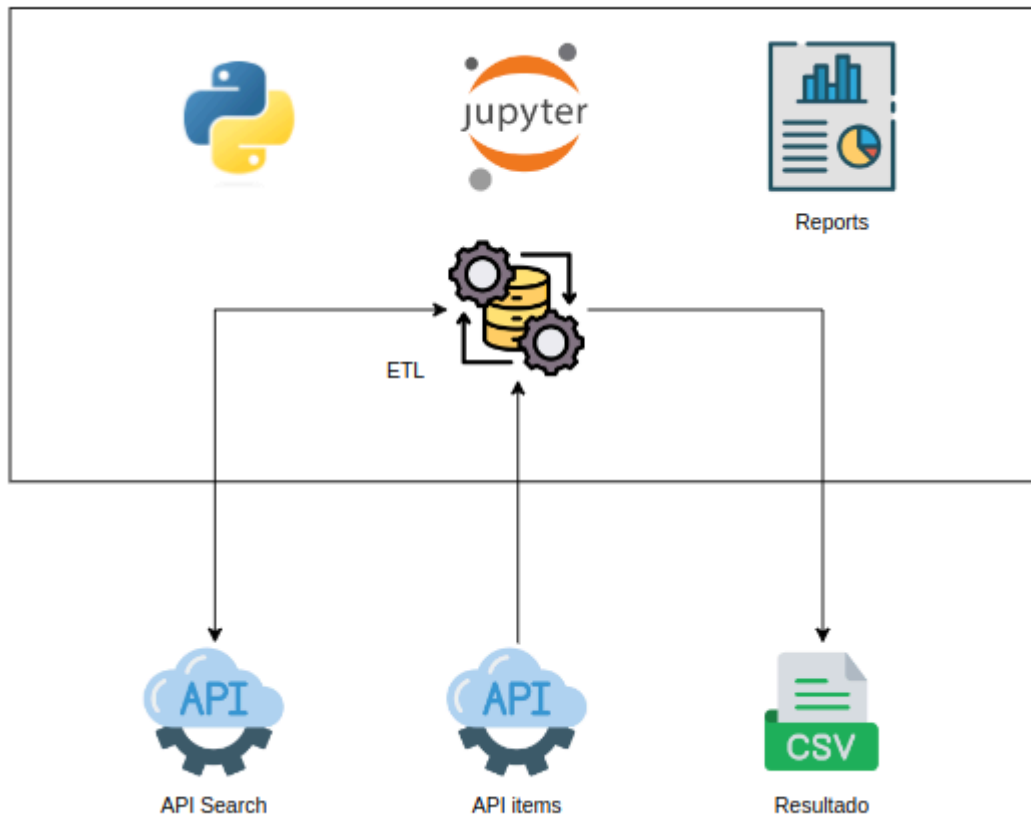 jupyter
Reports
ETL
API
API
CSV
API Search
API items
Resultado